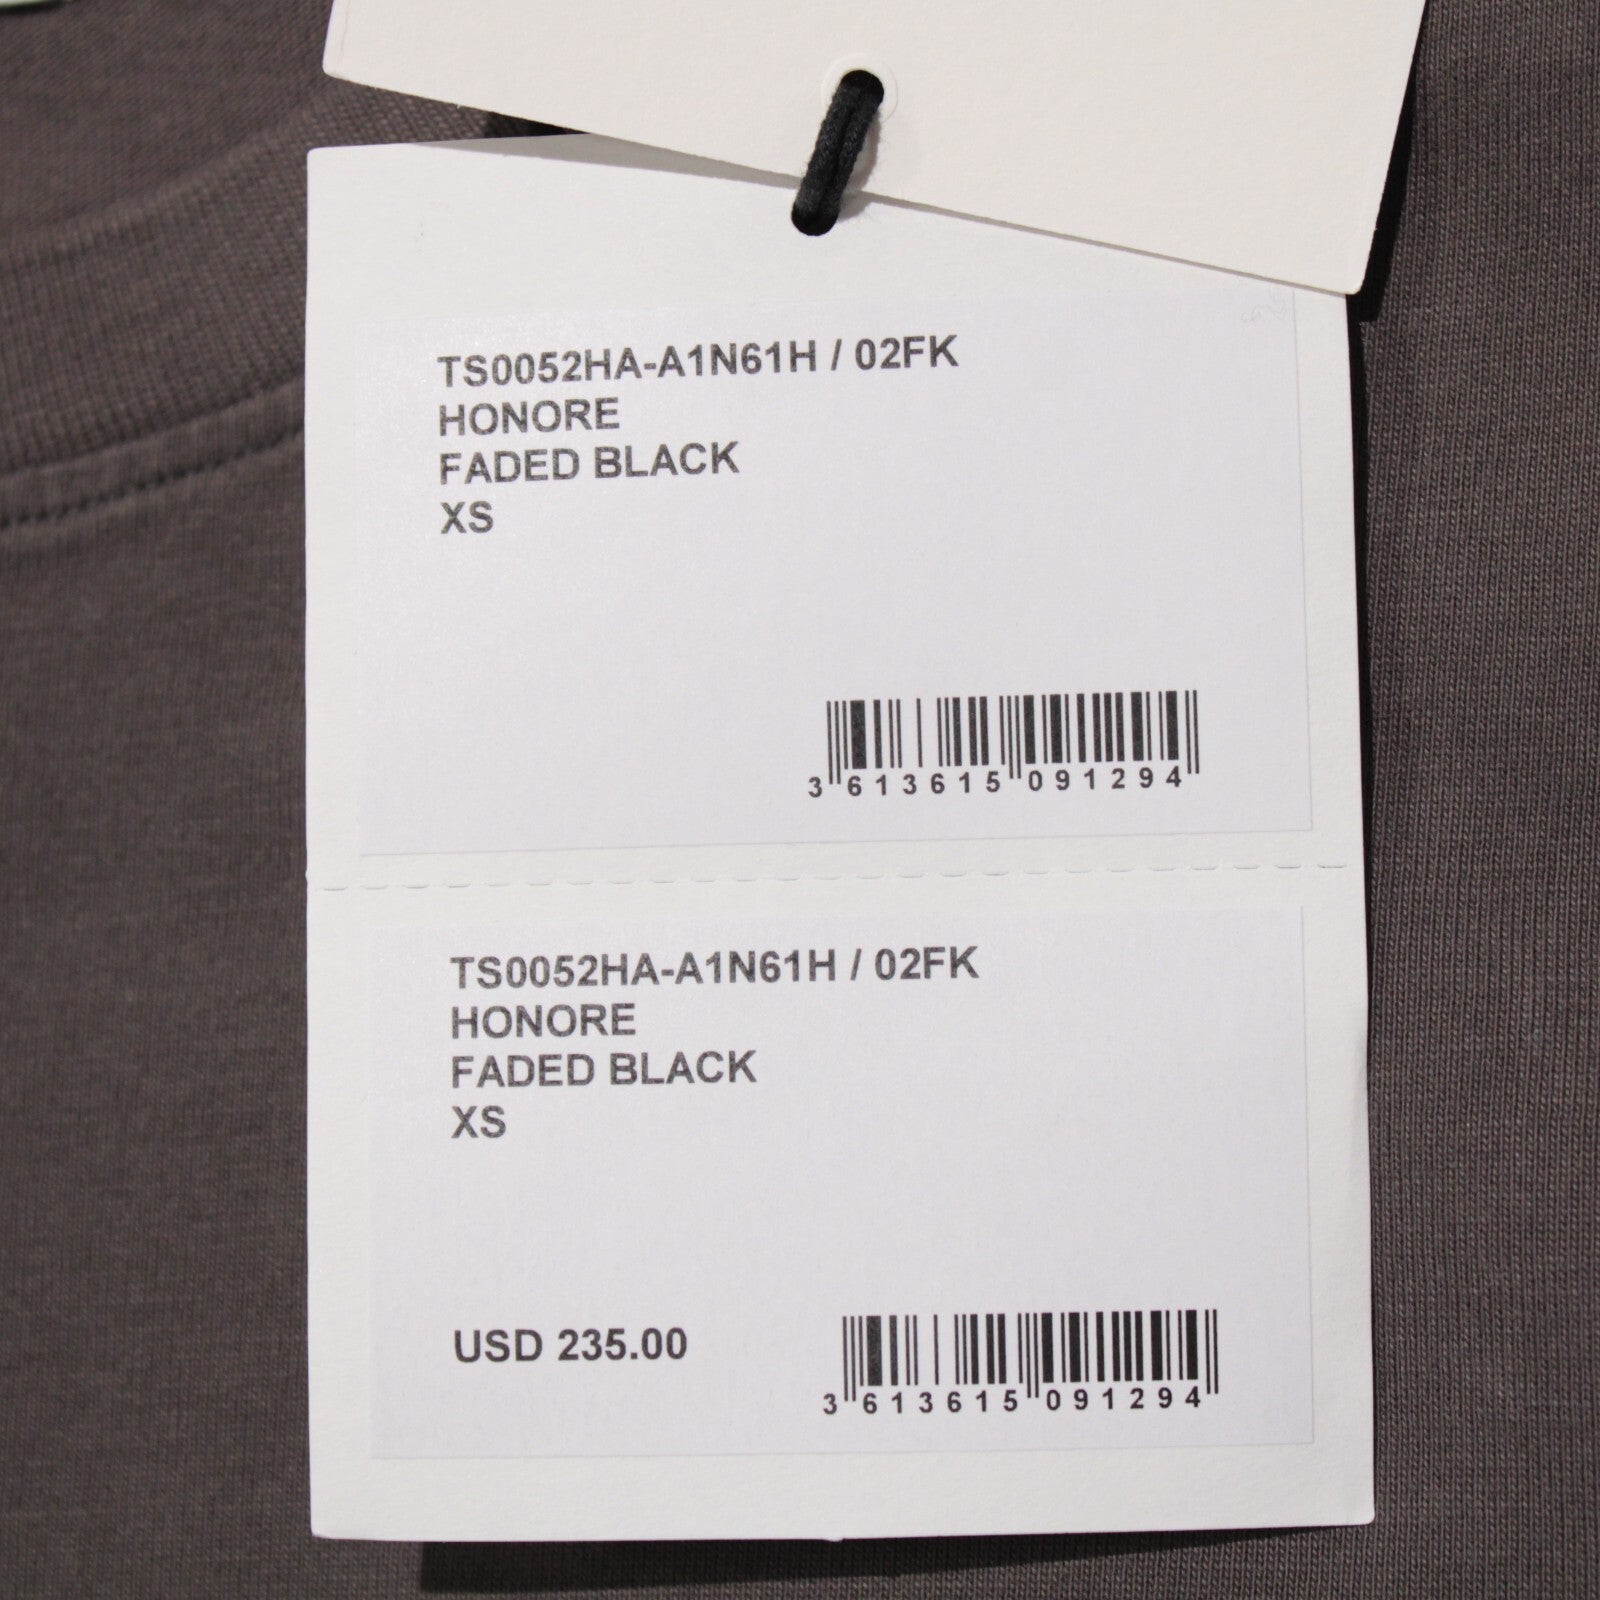 TS0052HA-A1N61H / 02FK
HONORE
FADED BLACK
XS
3 613615 091294
TS0052HA-A1N61H / 02FK
HONORE
FADED BLACK
XS
USD 235.00
3 613615 091294